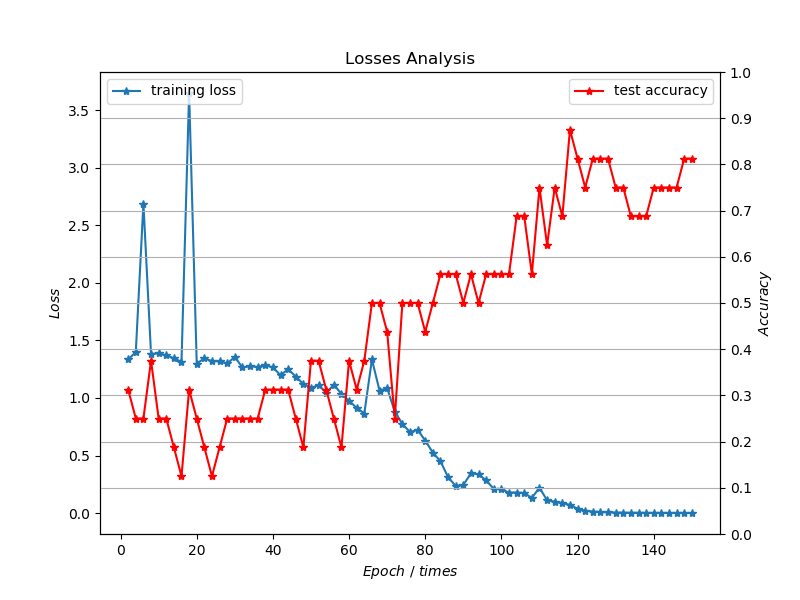 Losses Analysis
training loss
test accuracy
3.5
3.0
2.5
2.0
1.5
1.0
0.5
0.0
Loss
1.0
0.9
0.8
0.7
0.6
0.5
0.4
0.3
0.2
0.1
0.0
Accuracy
0 20 40 60 80 100 120 140
Epoch / times